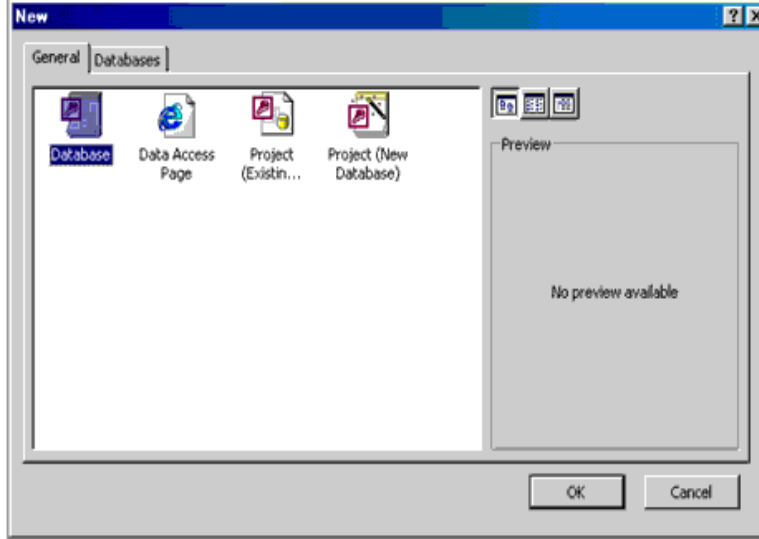 New
General
Databases
Database
Data Access
Page
Project
(Existin...
Project (New
Database)
Preview
No preview available
OK
Cancel